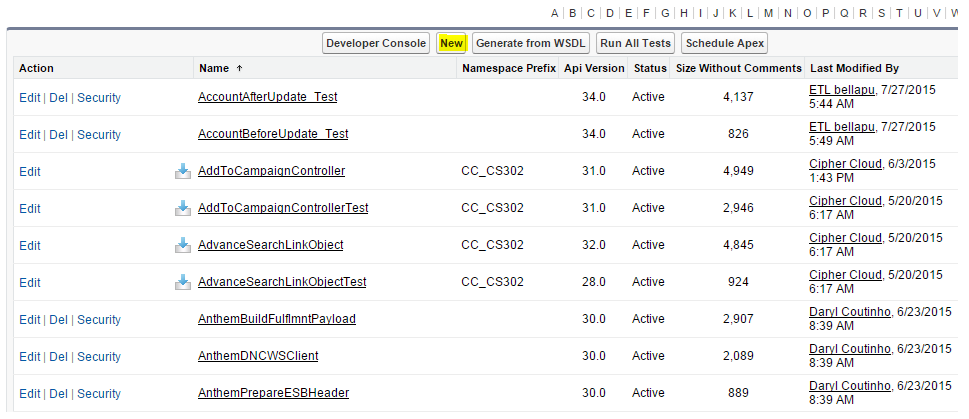 A B C D E F G H I J K L M N O P Q R S T U V W
Developer Console New Generate from WSDL Run All Tests Schedule Apex
Action Name ↑ Namespace Prefix Api Version Status Size Without Comments Last Modified By
Edit | Del | Security AccountAfterUpdate_Test 34.0 Active 4,137 ETL bellapu, 7/27/2015
5:44 AM
Edit | Del | Security AccountBeforeUpdate_Test 34.0 Active 826 ETL bellapu, 7/27/2015
5:49 AM
Edit AddToCampaignController CC_CS302 31.0 Active 4,949 Cipher Cloud, 6/3/2015
1:43 PM
Edit AddToCampaignControllerTest CC_CS302 31.0 Active 2,946 Cipher Cloud, 5/20/2015
6:17 AM
Edit AdvanceSearchLinkObject CC_CS302 32.0 Active 4,845 Cipher Cloud, 5/20/2015
6:17 AM
Edit AdvanceSearchLinkObjectTest CC_CS302 28.0 Active 924 Cipher Cloud, 5/20/2015
6:17 AM
Edit | Del | Security AnthemBuildFulflmntPayload 30.0 Active 2,907 Daryl Coutinho, 6/23/2015
8:39 AM
Edit | Del | Security AnthemDNCWSClient 30.0 Active 2,089 Daryl Coutinho, 6/23/2015
8:39 AM
Edit | Del | Security AnthemPrepareESBHeader 30.0 Active 889 Daryl Coutinho, 6/23/2015
8:39 AM